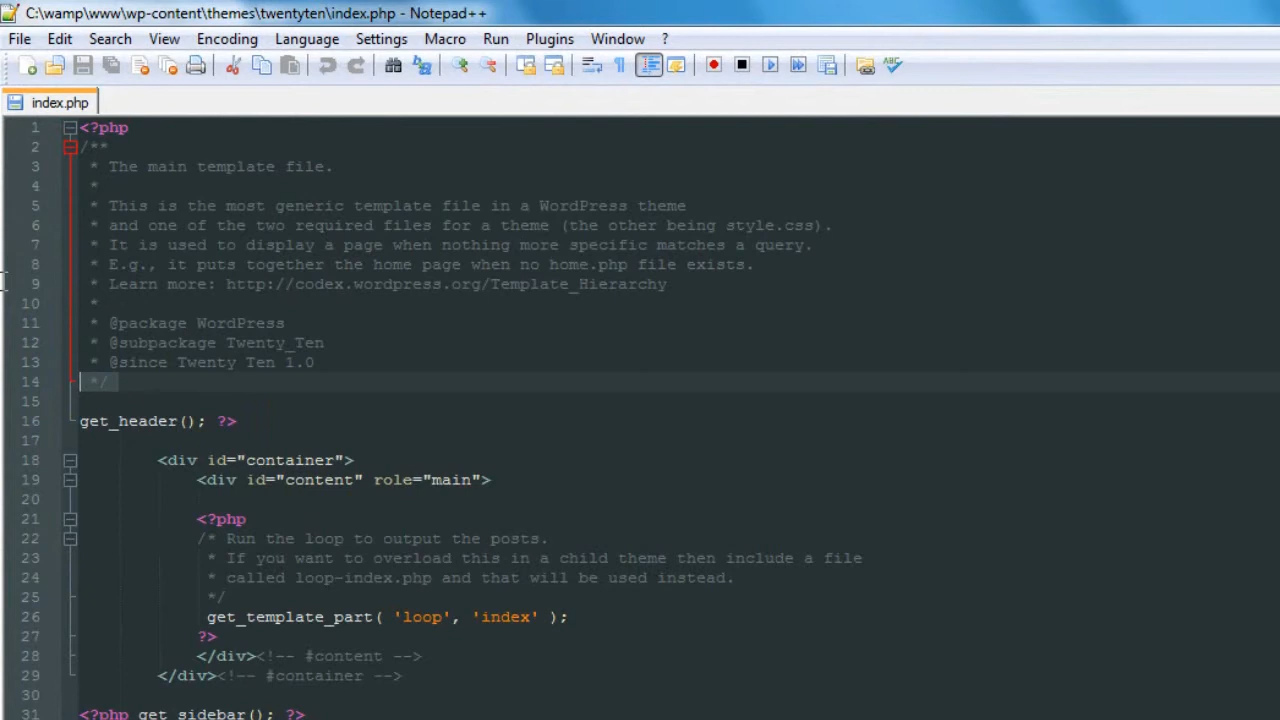 C:\wamp\www\wp-content\themes\twentyten\index.php - Notepad++
File Edit Search View Encoding Language Settings Macro Run Plugins Window ?
ABC
index.php
1 <?php
2 /**
3 * The main template file.
4 *
5 * This is the most generic template file in a WordPress theme
6 * and one of the two required files for a theme (the other being style.css).
7 * It is used to display a page when nothing more specific matches a query.
8 * E.g., it puts together the home page when no home.php file exists.
9 * Learn more: http://codex.wordpress.org/Template_Hierarchy
10 *
11 * @package WordPress
12 * @subpackage Twenty_Ten
13 * @since Twenty Ten 1.0
14 */
15
16 get_header(); ?>
17
18 <div id="container">
19 <div id="content" role="main">
20
21 <?php
22 /* Run the loop to output the posts.
23 * If you want to overload this in a child theme then include a file
24 * called loop-index.php and that will be used instead.
25 */
26 get_template_part( 'loop', 'index' );
27 ?>
28 </div><!-- #content -->
29 </div><!-- #container -->
30
31 <?php get_sidebar(); ?>